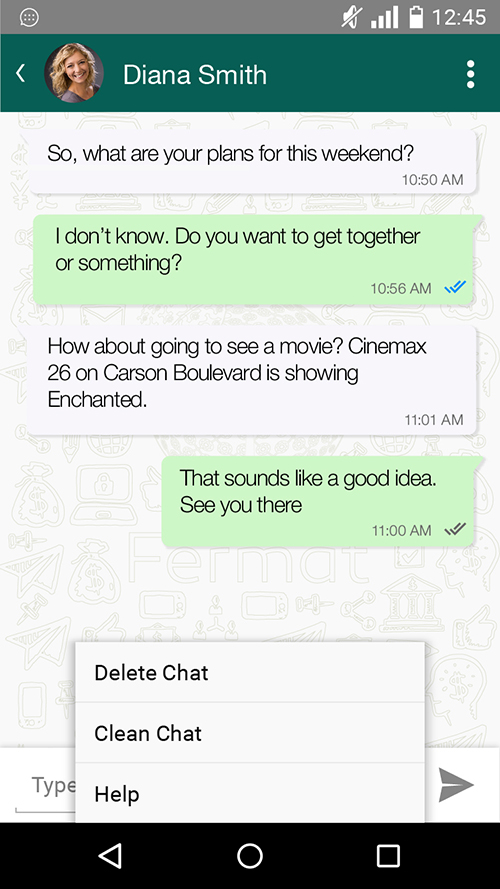 12:45
Diana Smith
So, what are your plans for this weekend?
10:50 AM
I don't know. Do you want to get together
or something?
10:56 AM
How about going to see a movie? Cinemax
26 on Carson Boulevard is showing
Enchanted.
11:01 AM
That sounds like a good idea.
See you there
11:00 AM
Fermat
Delete Chat
Clean Chat
Type
Help